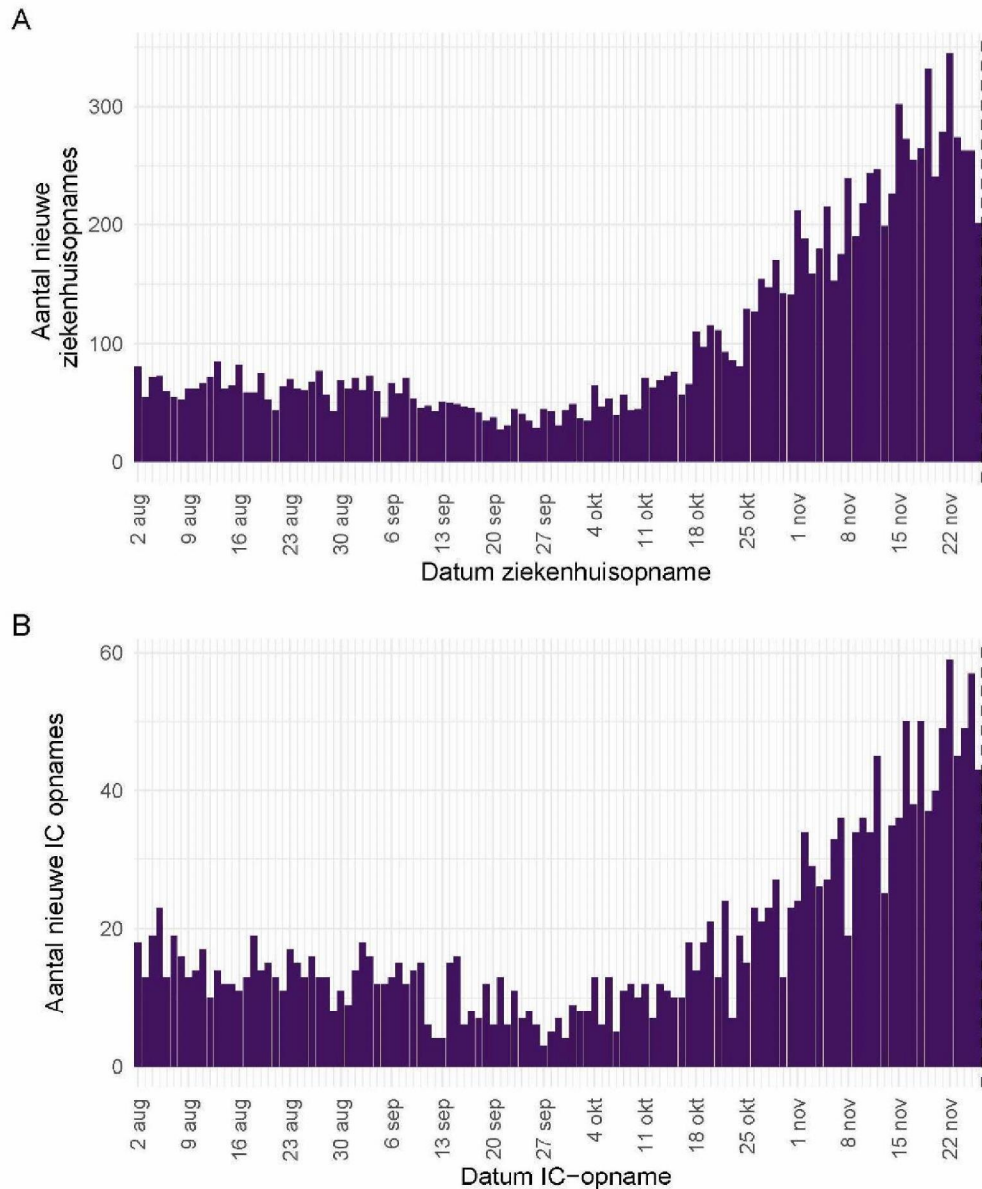 A
Aantal nieuwe
ziekenhuisopnames
300
200
100
0
2 aug
9 aug
16 aug
23 aug
30 aug
6 sep
13 sep
20 sep
27 sep
4 okt
11 okt
18 okt
25 okt
1 nov
8 nov
15 nov
22 nov
Datum ziekenhuisopname
B
Aantal nieuwe IC opnames
60
40
20
0
2 aug
9 aug
16 aug
23 aug
30 aug
6 sep
13 sep
20 sep
27 sep
4 okt
11 okt
18 okt
25 okt
1 nov
8 nov
15 nov
22 nov
Datum IC−opname